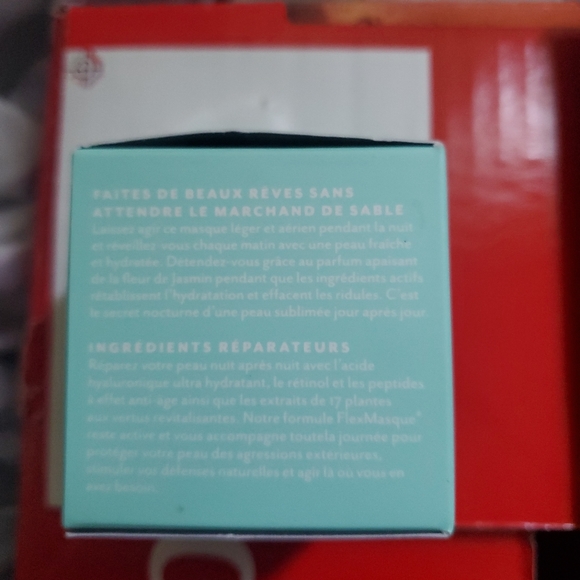 FAITES DE BEAUX RÊVES SANS
ATTENDRE LE MARCHAND DE SABLE
Laissez agir ce masque léger et aérien pendant la nuit
et réveillez-vous chaque matin avec une peau fraîche
et hydratée. Détendez-vous grâce au parfum apaisant
de la fleur de Jasmin pendant que les ingrédients actifs
rétablissent l'hydratation et effacent les ridules. C'est
le secret nocturne d'une peau sublimée jour après jour.
INGRÉDIENTS RÉPARATEURS
Réparez votre peau nuit après nuit avec l'acide
hyaluronique ultra hydratant, le rétinol et les peptides
à effet anti-âge ainsi que les extraits de 17 plantes
aux vertus revitalisantes. Notre formule FlexMasque
reste active et vous accompagne toutela journée pour
protéger votre peau des agressions extérieures,
stimuler vos défenses naturelles et agir là où vous
avez besoin.